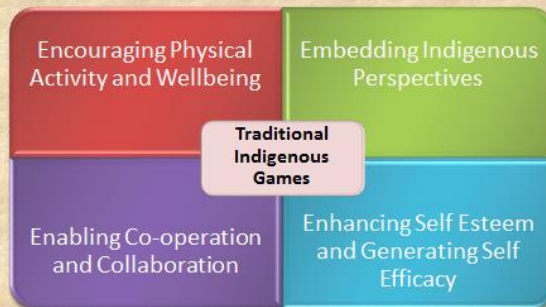 Encouraging Physical
Activity and Wellbeing
Embedding Indigenous
Perspectives
Traditional
Indigenous
Games
Enabling Co-operation
and Collaboration
Enhancing Self Esteem
and Generating Self
Efficacy